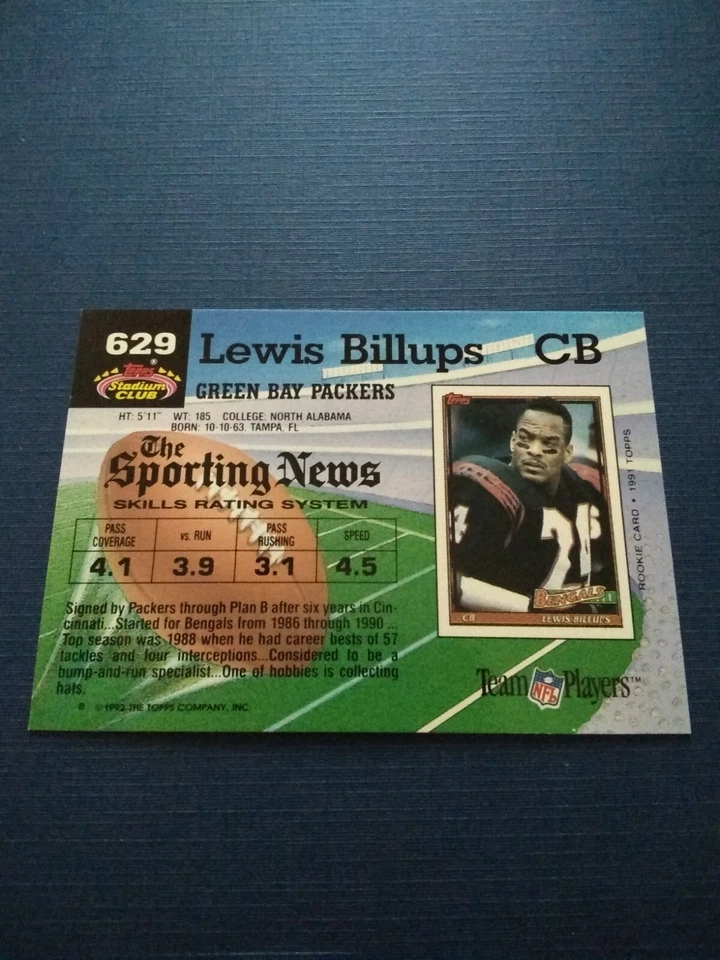 629 Lewis Billups CB
Topps®
Stadium
CLUB
GREEN BAY PACKERS
HT: 5'11" WT: 185 COLLEGE: NORTH ALABAMA
BORN: 10-10-63, TAMPA, FL
The
Sporting News
SKILLS RATING SYSTEM
PASS COVERAGE vs. RUN PASS RUSHING SPEED
4.1 3.9 3.1 4.5
Signed by Packers through Plan B after six years in Cin-
cinnati...Started for Bengals from 1986 through 1990 ...
Top season was 1988 when he had career bests of 57
tackles and four interceptions...Considered to be a
bump-and-run specialist...One of hobbies is collecting
hats.
8 © 1992 THE TOPPS COMPANY, INC.
Topps
BENGALS
CB LEWIS BILLUPS
ROOKIE CARD • 1991 TOPPS
Team NFL Players™